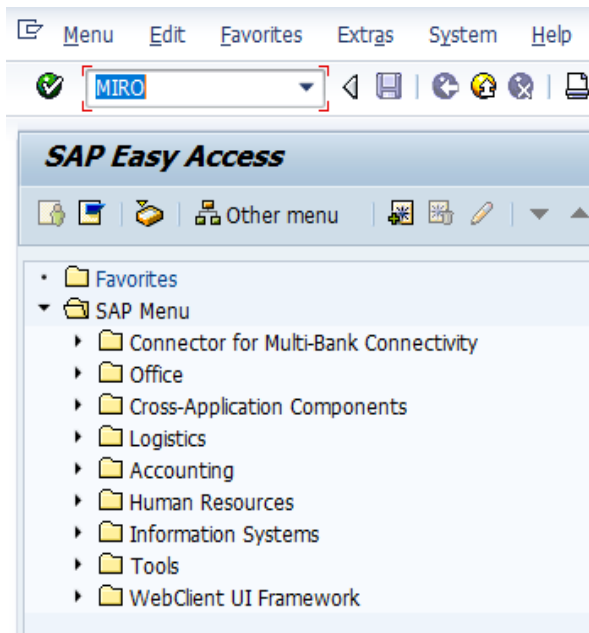 Menu Edit Favorites Extras System Help
MIRO
SAP Easy Access
Other menu
Favorites
SAP Menu
Connector for Multi-Bank Connectivity
Office
Cross-Application Components
Logistics
Accounting
Human Resources
Information Systems
Tools
WebClient UI Framework